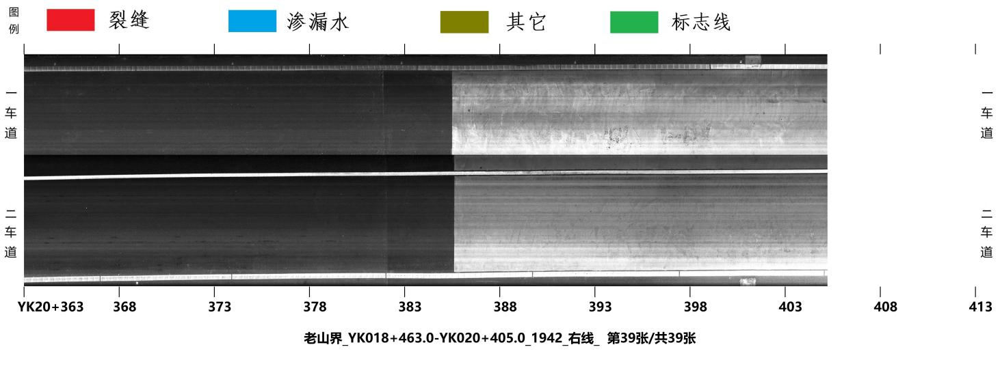 图例 裂缝 渗漏水 其它 标志线
一车道 一车道
二车道 二车道
YK20+363 368 373 378 383 388 393 398 403 408 413
老山界_YK018+463.0-YK020+405.0_1942_右线_ 第39张/共39张